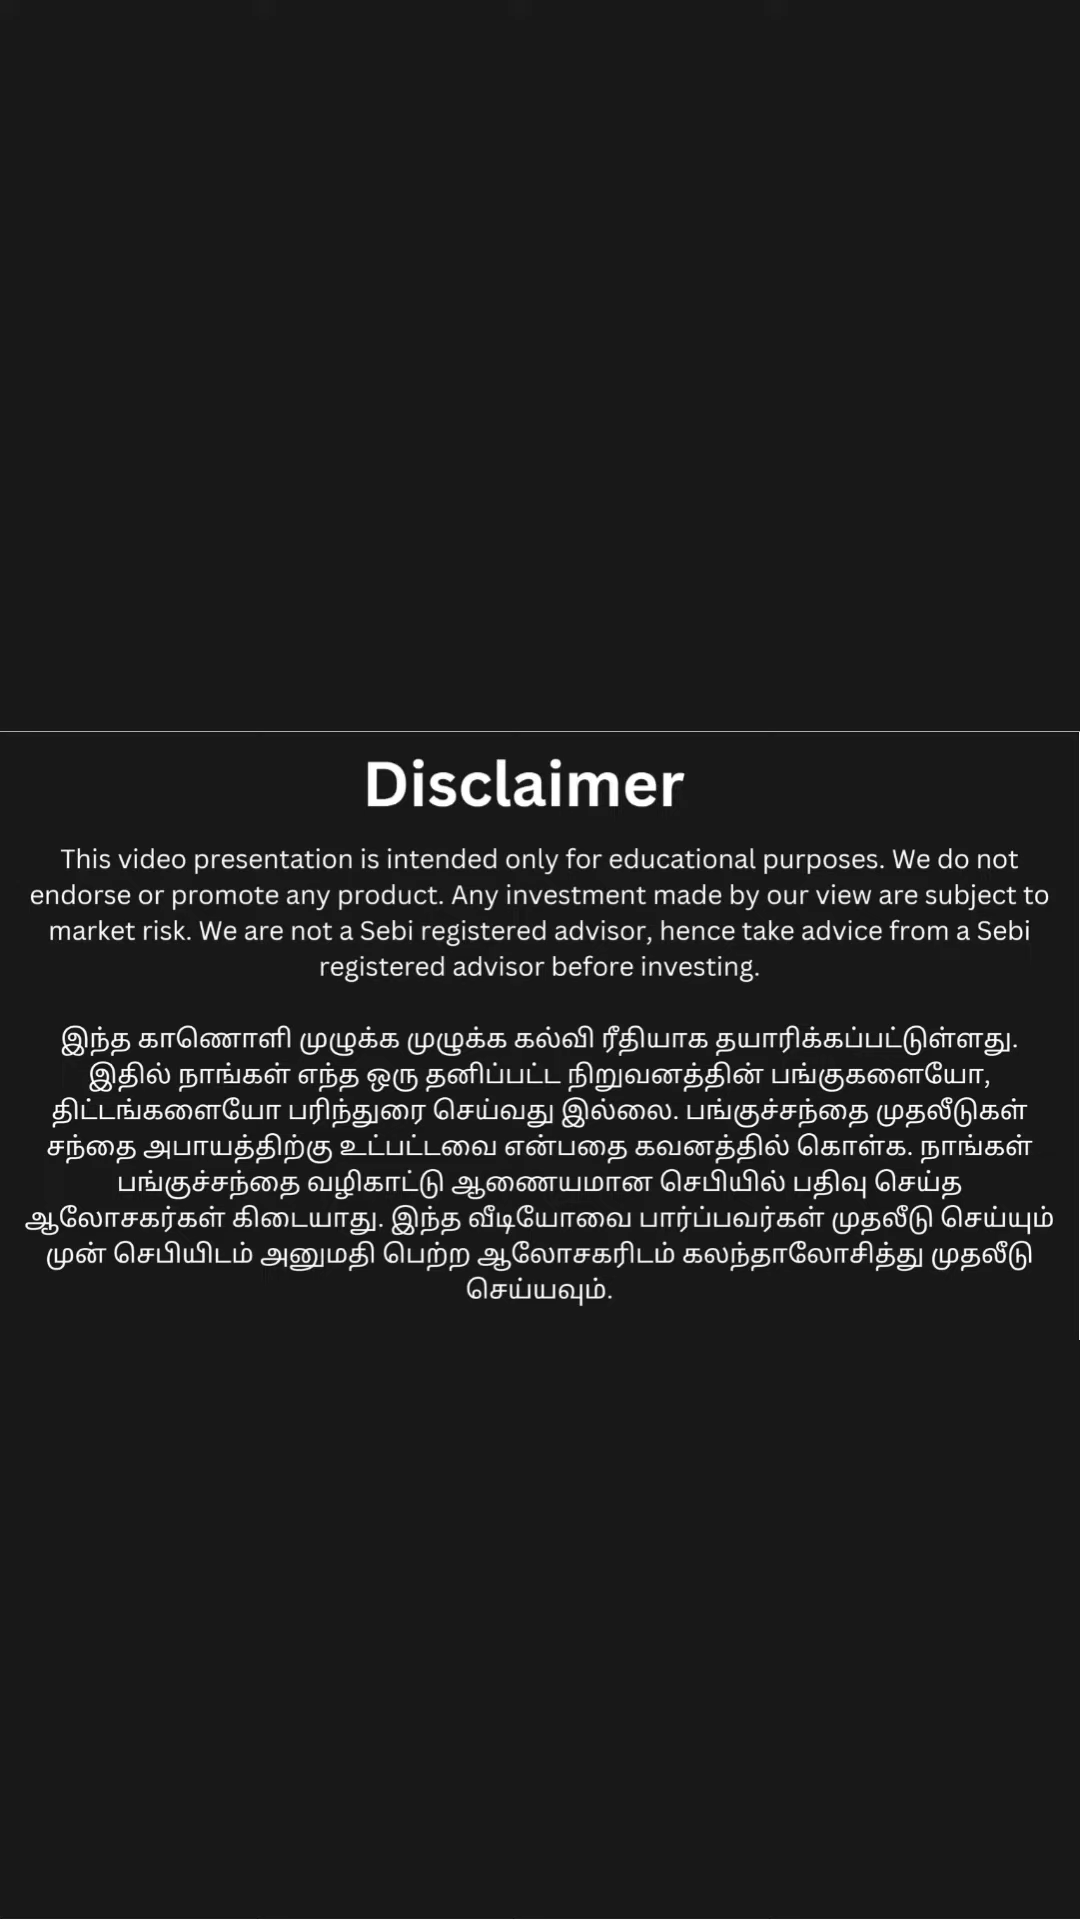 Disclaimer
This video presentation is intended only for educational purposes. We do not
endorse or promote any product. Any investment made by our view are subject to
market risk. We are not a Sebi registered advisor, hence take advice from a Sebi
registered advisor before investing.
இந்த காணொளி முழுக்க முழுக்க கல்வி ரீதியாக தயாரிக்கப்பட்டுள்ளது.
இதில் நாங்கள் எந்த ஒரு தனிப்பட்ட நிறுவனத்தின் பங்குகளையோ,
திட்டங்களையோ பரிந்துரை செய்வது இல்லை. பங்குச்சந்தை முதலீடுகள்
சந்தை அபாயத்திற்கு உட்பட்டவை என்பதை கவனத்தில் கொள்க. நாங்கள்
பங்குச்சந்தை வழிகாட்டு ஆணையமான செபியில் பதிவு செய்த
ஆலோசகர்கள் கிடையாது. இந்த வீடியோவை பார்ப்பவர்கள் முதலீடு செய்யும்
முன் செபியிடம் அனுமதி பெற்ற ஆலோசகரிடம் கலந்தாலோசித்து முதலீடு
செய்யவும்.